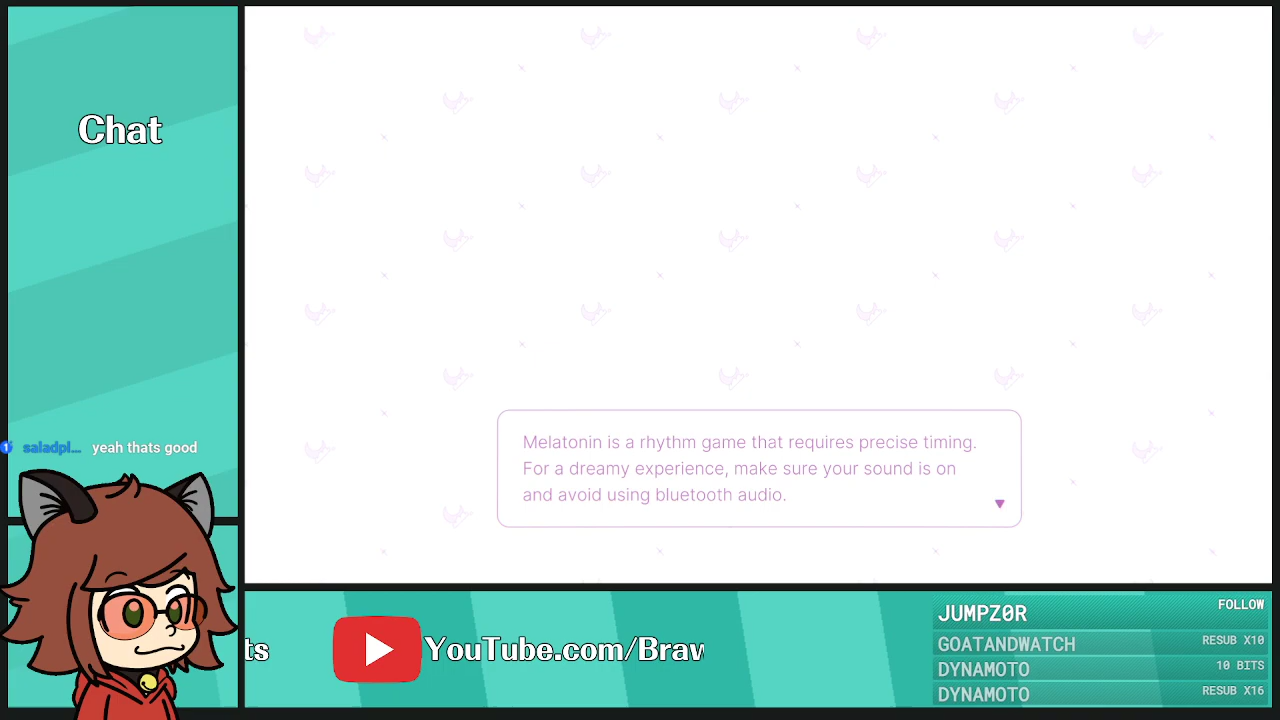 Chat
saladpl... yeah thats good
Melatonin is a rhythm game that requires precise timing.
For a dreamy experience, make sure your sound is on
and avoid using bluetooth audio.
ts
YouTube.com/Braw
JUMPZ0R FOLLOW
GOATANDWATCH RESUB X10
DYNAMOTO 10 BITS
DYNAMOTO RESUB X16